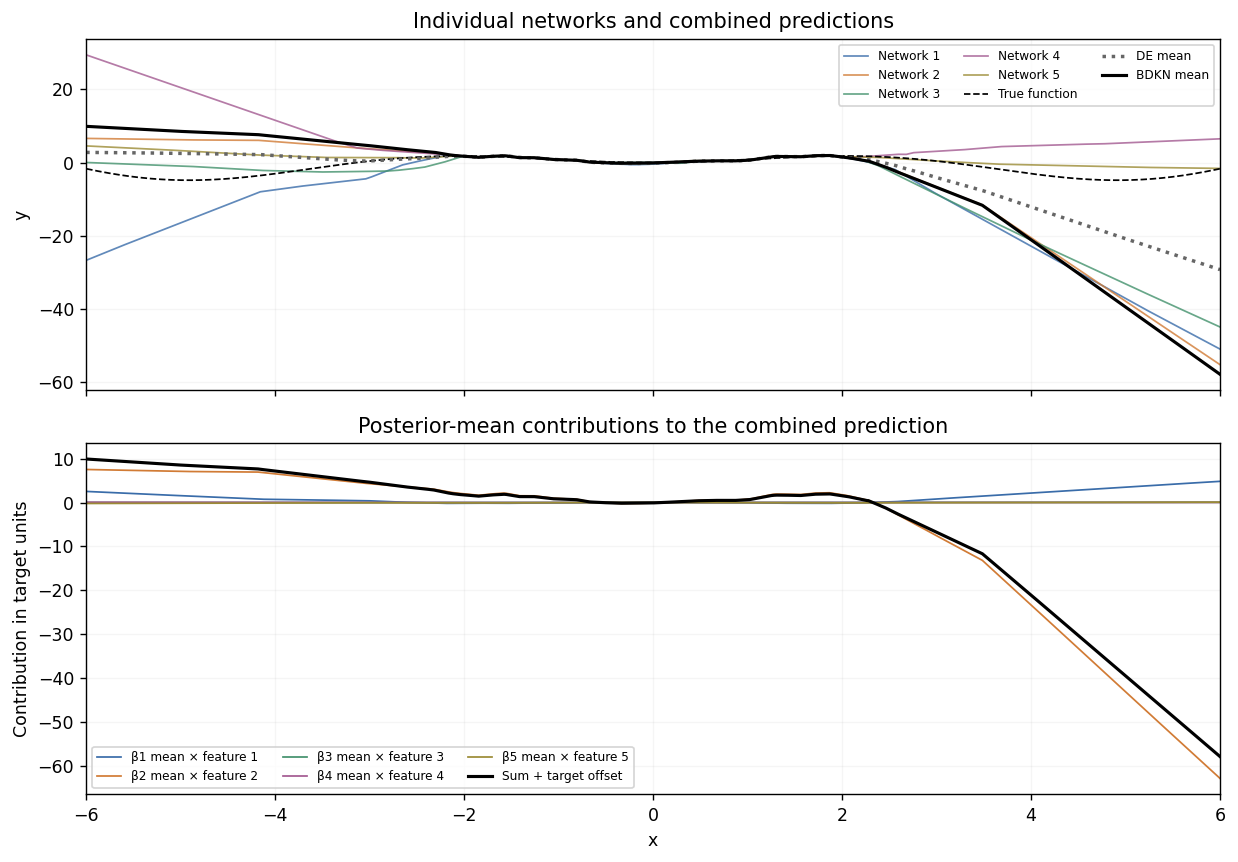 Individual networks and combined predictions
Network 1
Network 2
Network 3
Network 4
Network 5
True function
DE mean
BDKN mean
y
20
0
−20
−40
−60
Posterior-mean contributions to the combined prediction
Contribution in target units
10
0
−10
−20
−30
−40
−50
−60
β1 mean × feature 1
β2 mean × feature 2
β3 mean × feature 3
β4 mean × feature 4
β5 mean × feature 5
Sum + target offset
−6 −4 −2 0 2 4 6
x